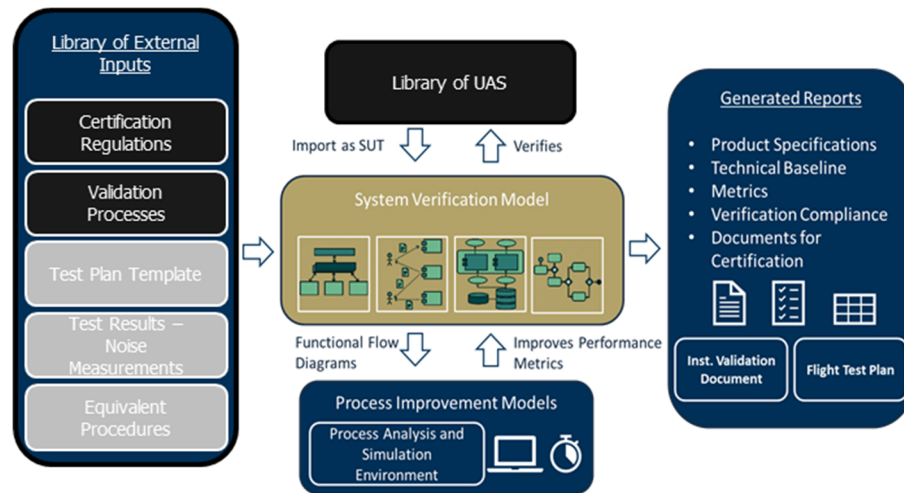 Library of External
Inputs
Certification
Regulations
Validation
Processes
Test Plan Template
Test Results –
Noise
Measurements
Equivalent
Procedures
Library of UAS
Import as SUT
Verifies
System Verification Model
Functional Flow
Diagrams
Improves Performance
Metrics
Process Improvement Models
Process Analysis and
Simulation
Environment
Generated Reports
• Product Specifications
• Technical Baseline
• Metrics
• Verification Compliance
• Documents for
Certification
Inst. Validation
Document
Flight Test Plan